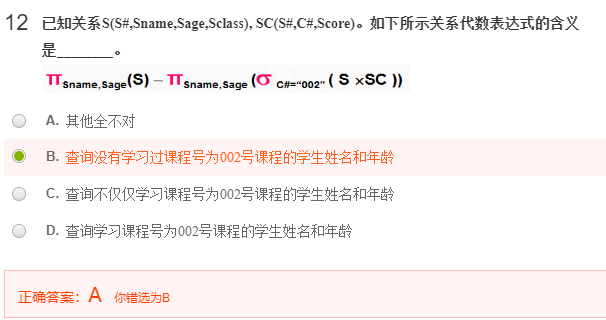 12 已知关系S(S#,Sname,Sage,Sclass), SC(S#,C#,Score)。如下所示关系代数表达式的含义
是________。
πSname,Sage(S) − πSname,Sage (σ C#=“002” ( S ×SC ))
A. 其他全不对
B. 查询没有学习过课程号为002号课程的学生姓名和年龄
C. 查询不仅仅学习课程号为002号课程的学生姓名和年龄
D. 查询学习课程号为002号课程的学生姓名和年龄
正确答案：A 你错选为B